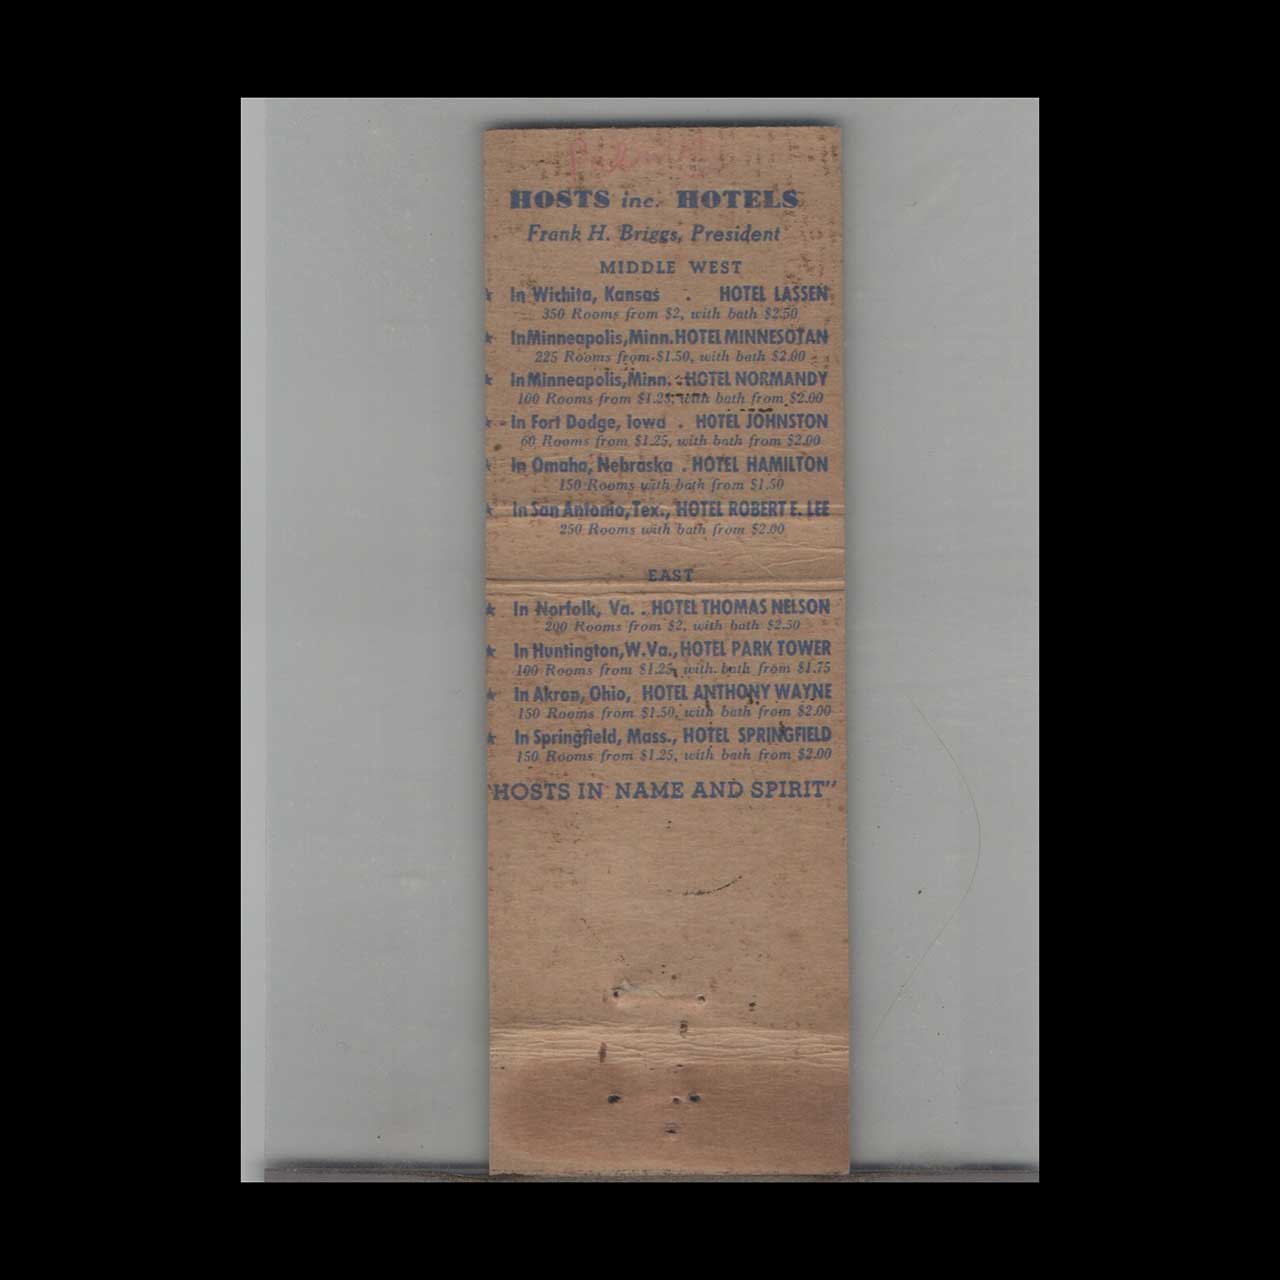 HOSTS inc. HOTELS
Frank H. Briggs, President
MIDDLE WEST
★ In Wichita, Kansas . HOTEL LASSEN
350 Rooms from $2, with bath $2.50
★ In Minneapolis, Minn. HOTEL MINNESOTAN
225 Rooms from $1.50, with bath $2.00
★ In Minneapolis, Minn. . HOTEL NORMANDY
100 Rooms from $1.25, with bath from $2.00
★ In Fort Dodge, Iowa . HOTEL JOHNSTON
60 Rooms from $1.25, with bath from $2.00
★ In Omaha, Nebraska . HOTEL HAMILTON
150 Rooms with bath from $1.50
★ In San Antonio, Tex., HOTEL ROBERT E. LEE
250 Rooms with bath from $2.00
EAST
★ In Norfolk, Va. . HOTEL THOMAS NELSON
200 Rooms from $2, with bath $2.50
★ In Huntington, W.Va., HOTEL PARK TOWER
100 Rooms from $1.25, with bath from $1.75
★ In Akron, Ohio, HOTEL ANTHONY WAYNE
150 Rooms from $1.50, with bath from $2.00
★ In Springfield, Mass., HOTEL SPRINGFIELD
150 Rooms from $1.25, with bath from $2.00
"HOSTS IN NAME AND SPIRIT"